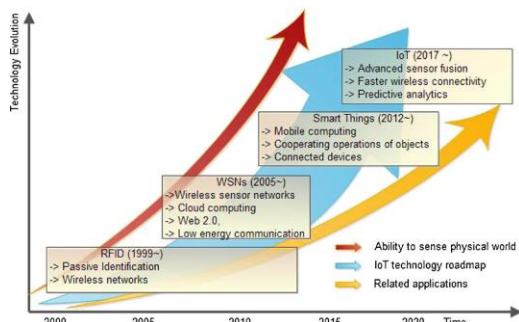 Technology Evolution
IoT (2017 ~)
-> Advanced sensor fusion
-> Faster wireless connectivity
-> Predictive analytics
Smart Things (2012~)
-> Mobile computing
-> Cooperating operations of objects
-> Connected devices
WSNs (2005~)
->Wireless sensor networks
-> Cloud computing
-> Web 2.0,
-> Low energy communication
RFID (1999~)
-> Passive Identification
-> Wireless networks
Ability to sense physical world
IoT technology roadmap
Related applications
2000 2005 2010 2015 2020 Time